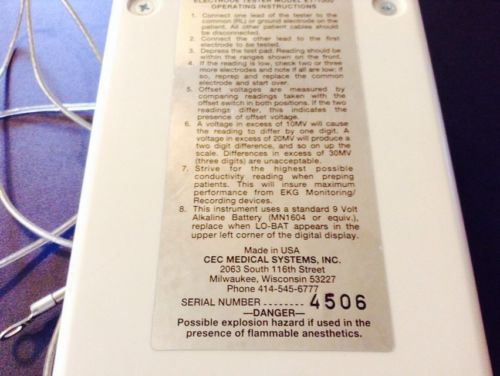 ELECTRODE TESTER MODEL ET-1000
OPERATING INSTRUCTIONS
1. Connect one lead of the tester to the
common (RL) or ground electrode on the
patient. All other patient cables should
be disconnected.
2. Connect the other lead to the first
electrode to be tested.
3. Depress the test pad. Reading should be
within the ranges shown on the front.
4. If the reading is low, check two or three
more electrodes and note if all are low; if
so, reprep and replace the common
electrode and start over.
5. Offset voltages are measured by
comparing readings taken with the
offset switch in both positions. If the two
readings differ, this indicates the
presence of offset voltage.
6. A voltage in excess of 10MV will cause
the reading to differ by one digit. A
voltage in excess of 20MV will produce a
two digit difference, and so on up the
scale. Differences in excess of 30MV
(three digits) are unacceptable.
7. Strive for the highest possible
conductivity reading when preping
patients. This will insure maximum
performance from EKG Monitoring/
Recording devices.
8. This instrument uses a standard 9 Volt
Alkaline Battery (MN1604 or equiv.),
replace when LO-BAT appears in the
upper left corner of the digital display.
Made in USA
CEC MEDICAL SYSTEMS, INC.
2063 South 116th Street
Milwaukee, Wisconsin 53227
Phone 414-545-6777
SERIAL NUMBER ------- 4506
—DANGER—
Possible explosion hazard if used in the
presence of flammable anesthetics.